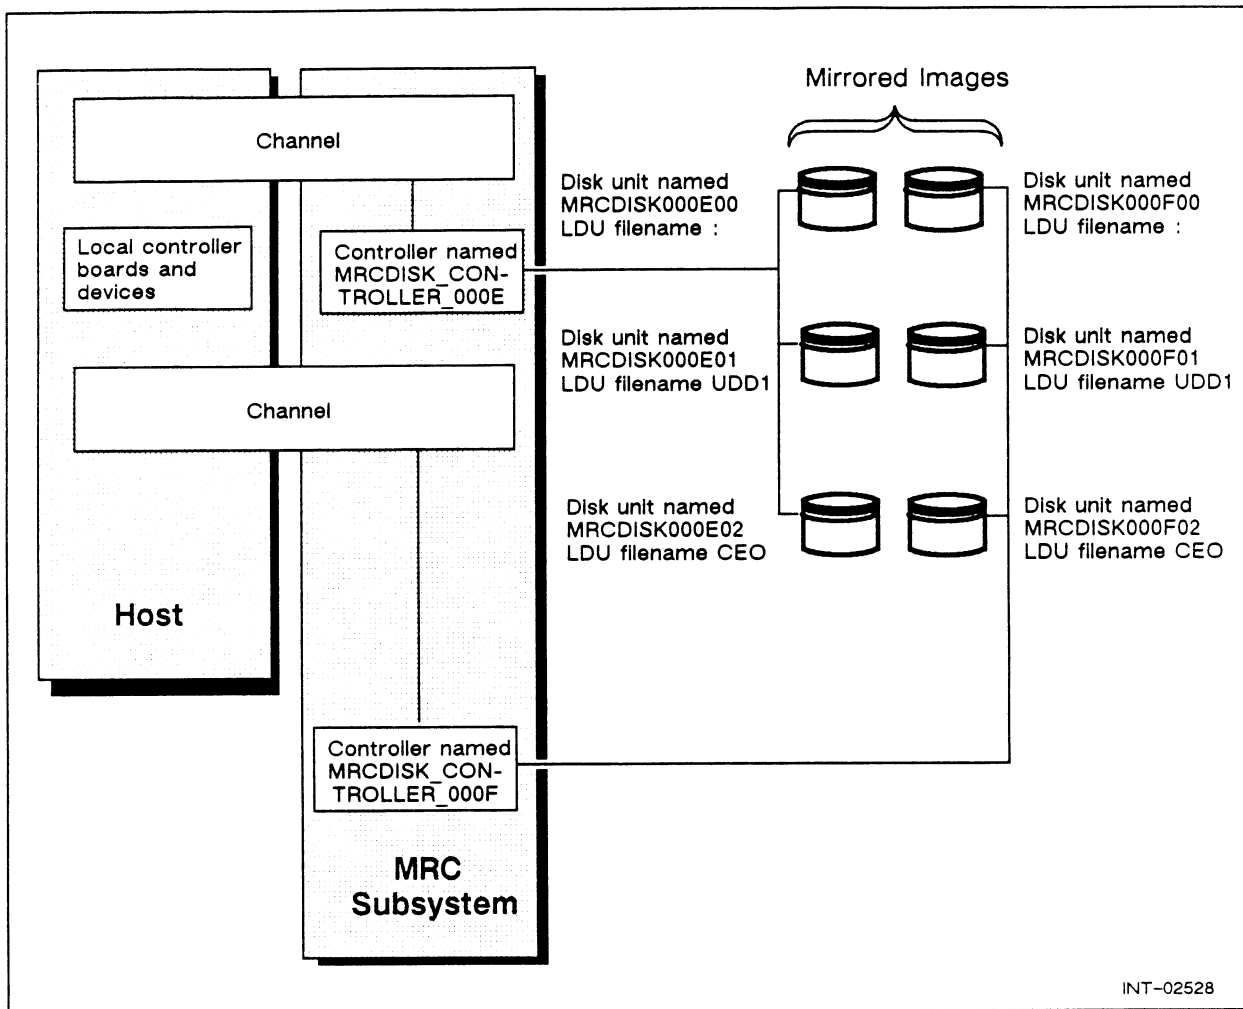 Mirrored Images
Channel
Disk unit named
MRCDISK000E00
LDU filename :
Disk unit named
MRCDISK000F00
LDU filename :
Local controller
boards and
devices
Controller named
MRCDISK_CON-
TROLLER_000E
Disk unit named
MRCDISK000E01
LDU filename UDD1
Disk unit named
MRCDISK000F01
LDU filename UDD1
Channel
Disk unit named
MRCDISK000E02
LDU filename CEO
Disk unit named
MRCDISK000F02
LDU filename CEO
Host
Controller named
MRCDISK_CON-
TROLLER_000F
MRC
Subsystem
INT-02528